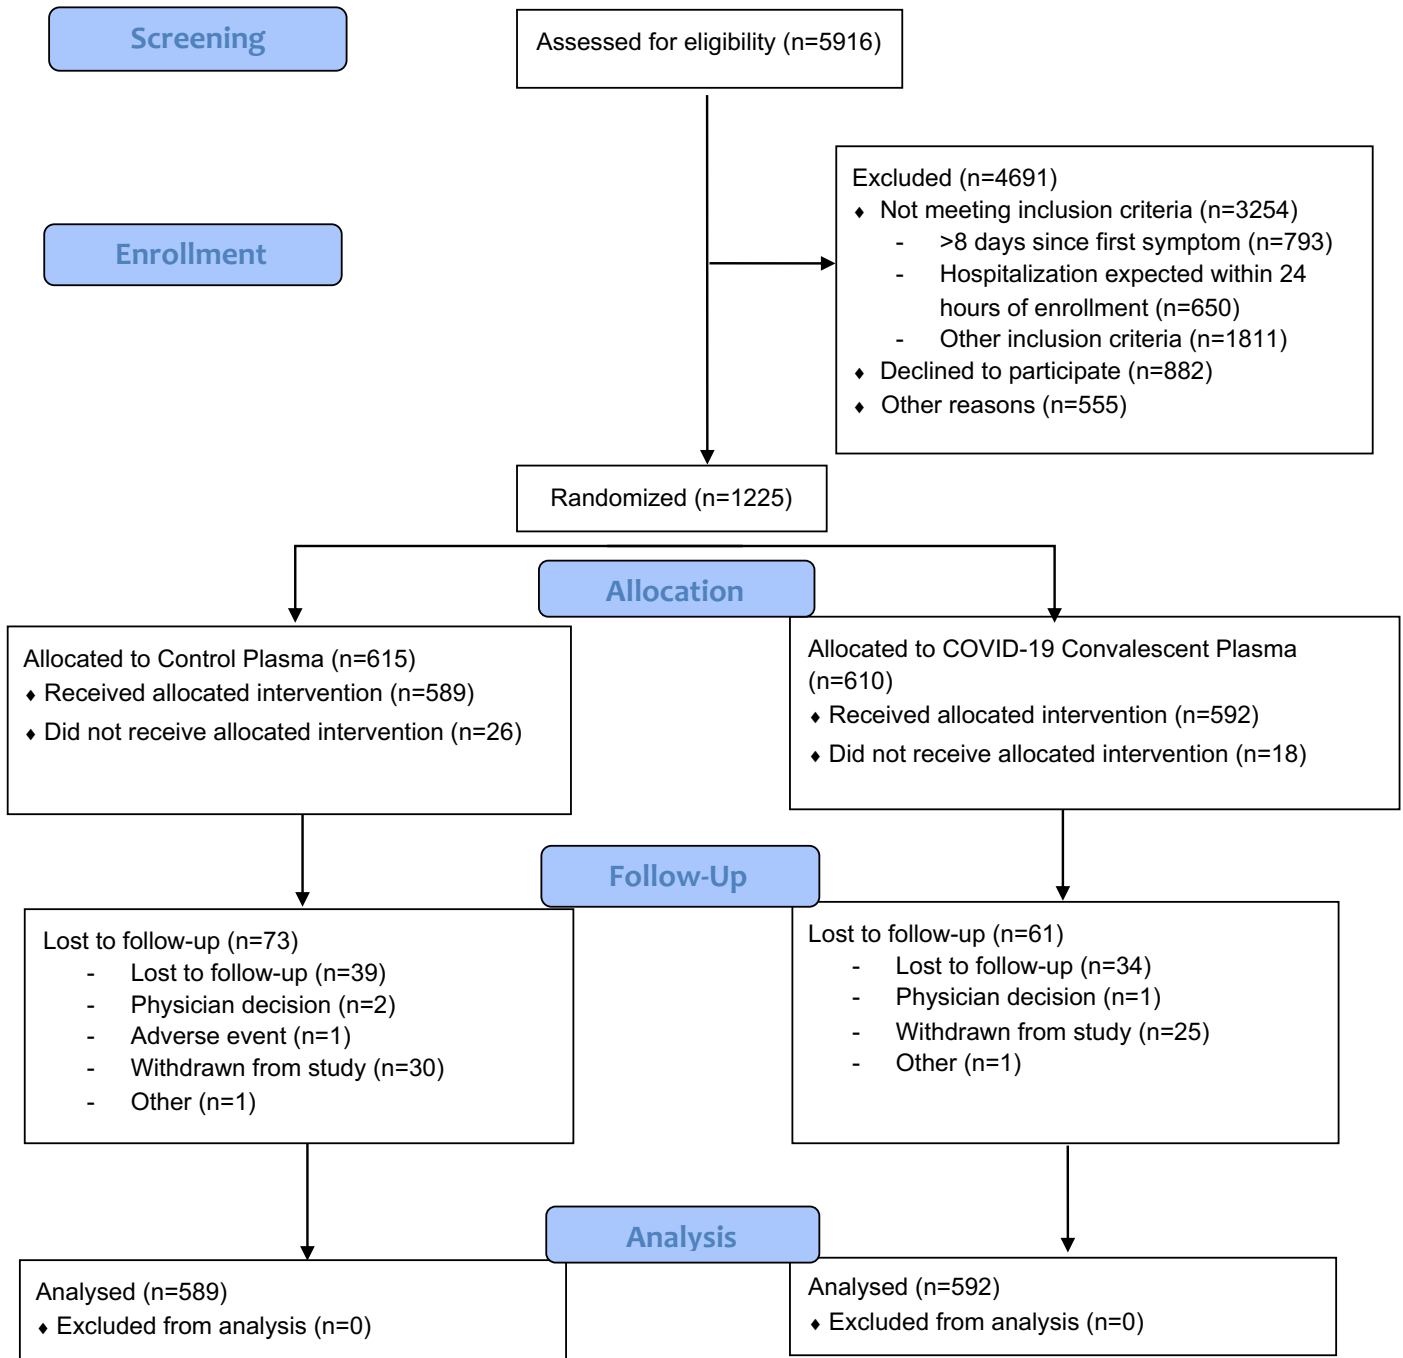 Screening
Assessed for eligibility (n=5916)
Enrollment
Excluded (n=4691)
♦ Not meeting inclusion criteria (n=3254)
- >8 days since first symptom (n=793)
- Hospitalization expected within 24
hours of enrollment (n=650)
- Other inclusion criteria (n=1811)
♦ Declined to participate (n=882)
♦ Other reasons (n=555)
Randomized (n=1225)
Allocation
Allocated to Control Plasma (n=615)
♦ Received allocated intervention (n=589)
♦ Did not receive allocated intervention (n=26)
Allocated to COVID-19 Convalescent Plasma
(n=610)
♦ Received allocated intervention (n=592)
♦ Did not receive allocated intervention (n=18)
Follow-Up
Lost to follow-up (n=73)
- Lost to follow-up (n=39)
- Physician decision (n=2)
- Adverse event (n=1)
- Withdrawn from study (n=30)
- Other (n=1)
Lost to follow-up (n=61)
- Lost to follow-up (n=34)
- Physician decision (n=1)
- Withdrawn from study (n=25)
- Other (n=1)
Analysis
Analysed (n=589)
♦ Excluded from analysis (n=0)
Analysed (n=592)
♦ Excluded from analysis (n=0)